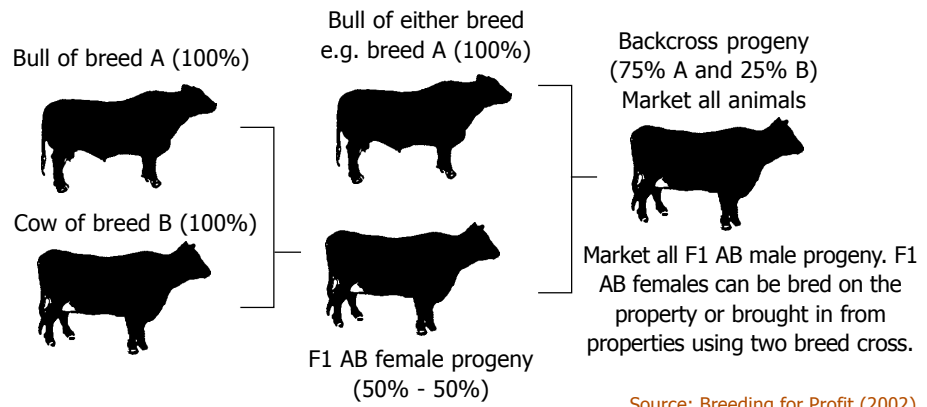 Bull of breed A (100%)
Cow of breed B (100%)
Bull of either breed
e.g. breed A (100%)
F1 AB female progeny
(50% - 50%)
Backcross progeny
(75% A and 25% B)
Market all animals
Market all F1 AB male progeny. F1
AB females can be bred on the
property or brought in from
properties using two breed cross.
Source: Breeding for Profit (2002)